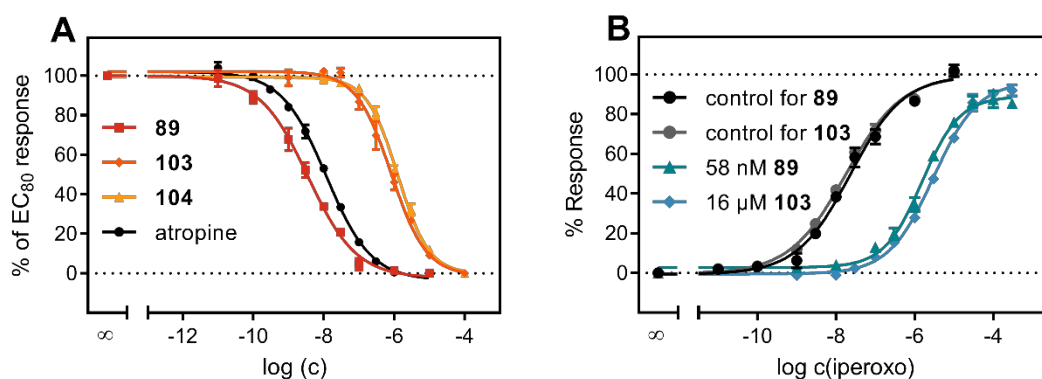 A
% of EC₈₀ response
100
80
60
40
20
0
89
103
104
atropine
∞
-12
-10
-8
-6
-4
log (c)
B
% Response
100
80
60
40
20
0
control for 89
control for 103
58 nM 89
16 µM 103
∞
-10
-8
-6
-4
log c(iperoxo)